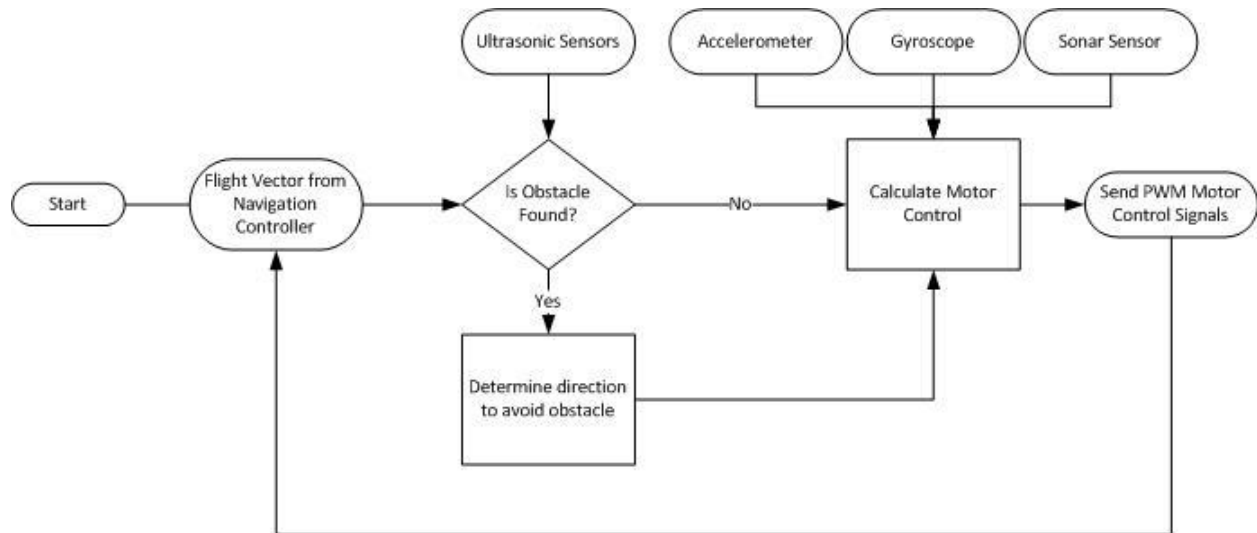 Ultrasonic Sensors
Accelerometer
Gyroscope
Sonar Sensor
Start
Flight Vector from
Navigation
Controller
Is Obstacle
Found?
No
Calculate Motor
Control
Send PWM Motor
Control Signals
Yes
Determine direction
to avoid obstacle